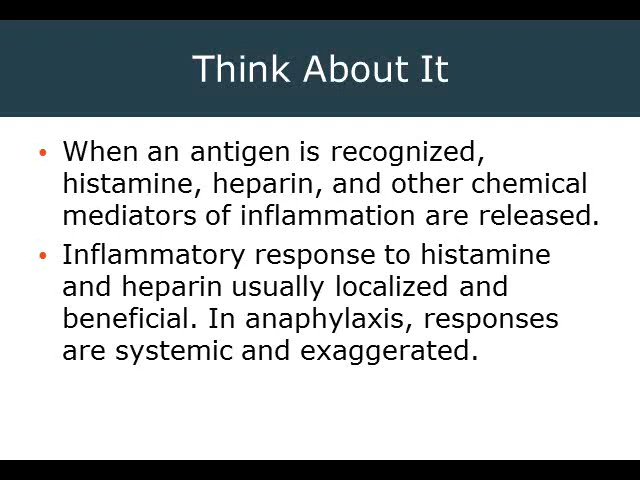 Think About It
• When an antigen is recognized,
histamine, heparin, and other chemical
mediators of inflammation are released.
• Inflammatory response to histamine
and heparin usually localized and
beneficial. In anaphylaxis, responses
are systemic and exaggerated.